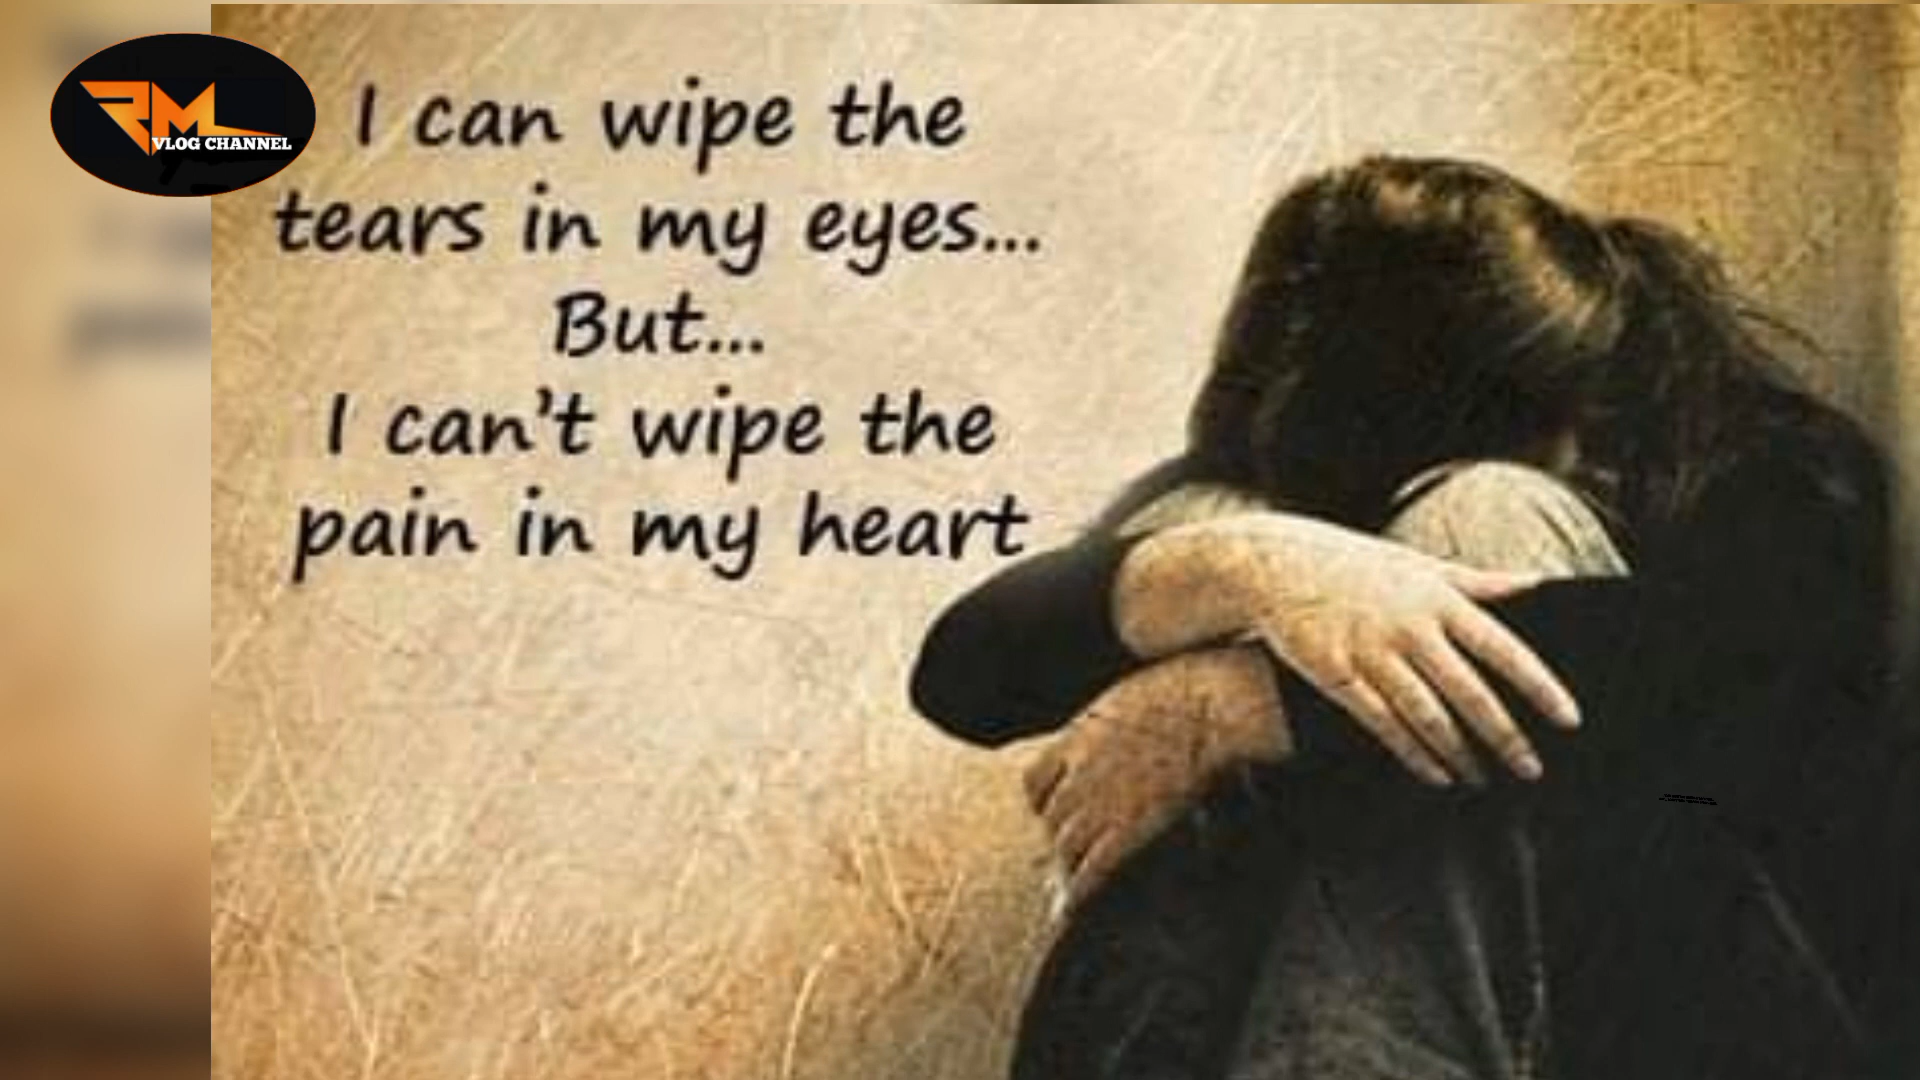 RM
VLOG CHANNEL
I can wipe the
tears in my eyes...
But...
I can't wipe the
pain in my heart